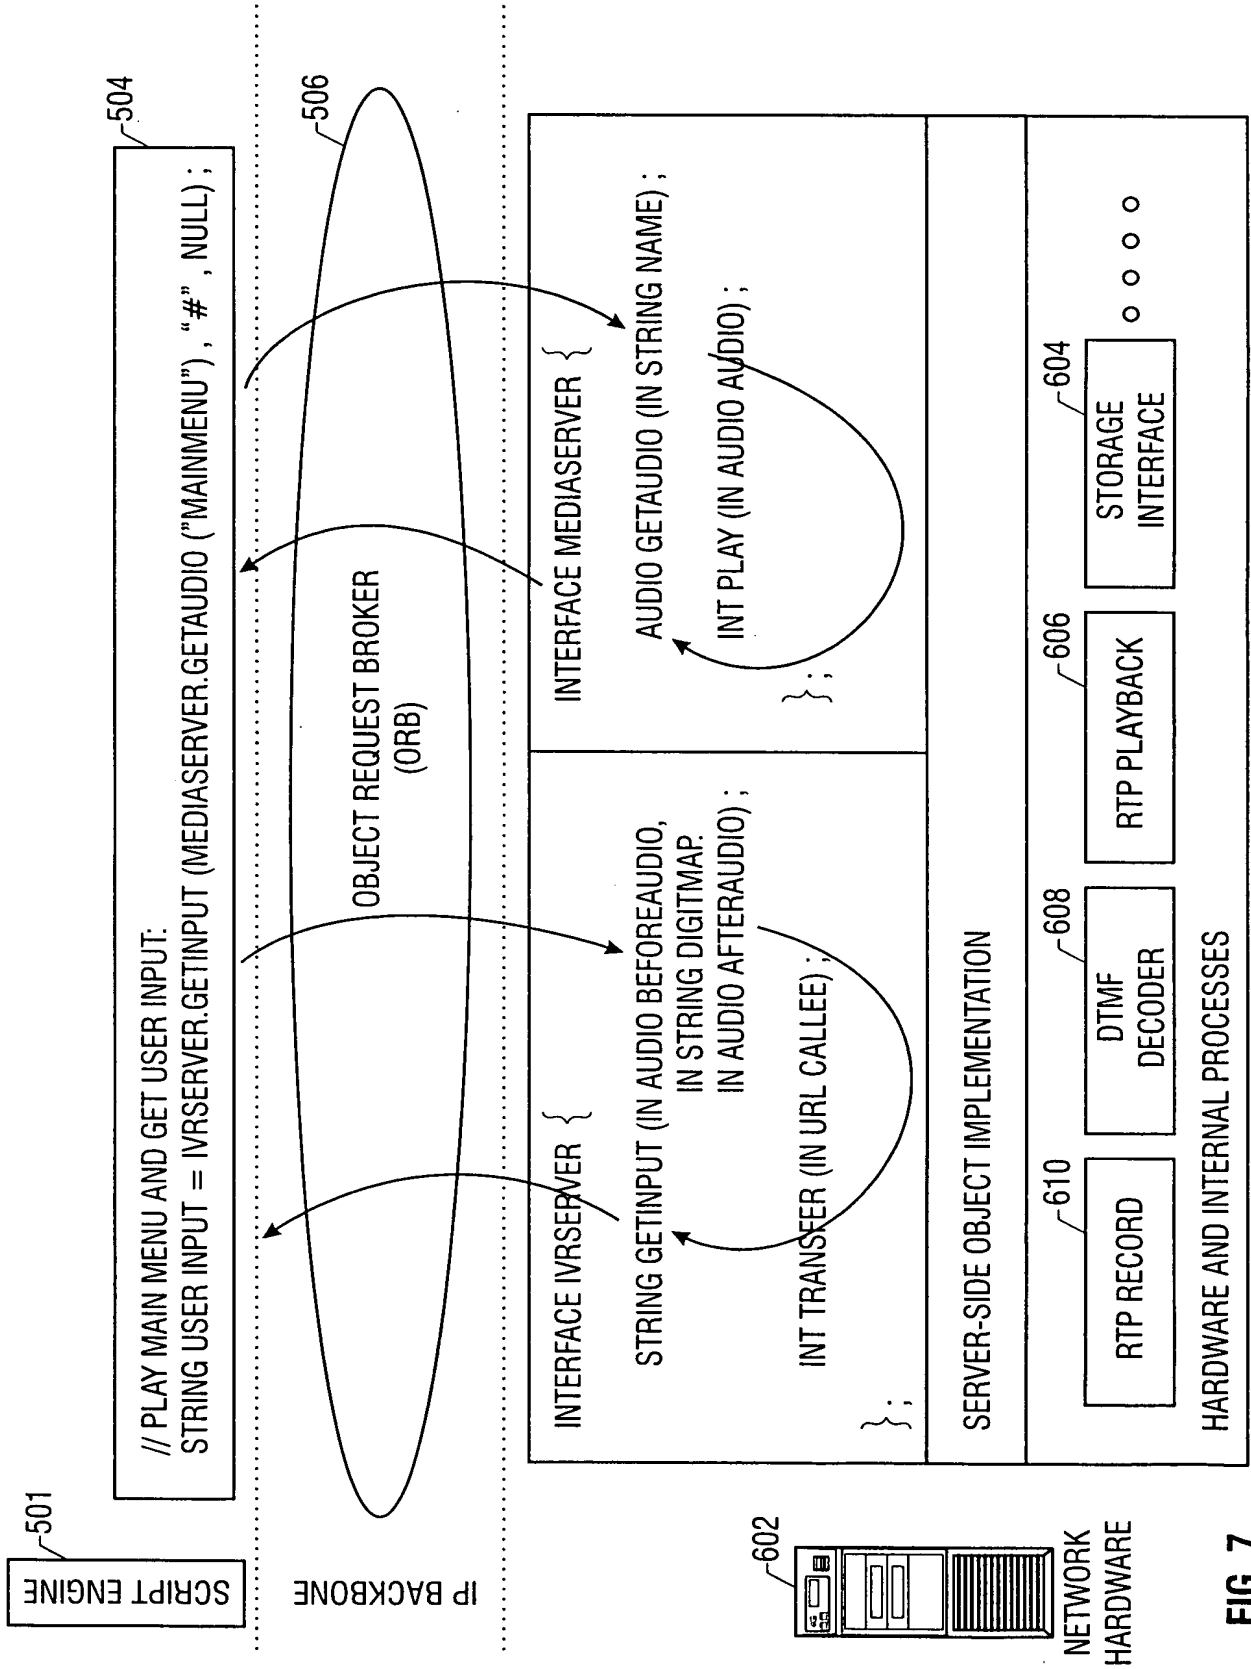 SCRIPT ENGINE
501
504
// PLAY MAIN MENU AND GET USER INPUT:
STRING USER INPUT = IVRSERVER.GETINPUT (MEDIASERVER.GETAUDIO ("MAINMENU") , "#" , NULL) ;
IP BACKBONE
506
OBJECT REQUEST BROKER
(ORB)
602
NETWORK
HARDWARE
INTERFACE IVRSERVER {
STRING GETINPUT (IN AUDIO BEFOREAUDIO,
IN STRING DIGITMAP.
IN AUDIO AFTERAUDIO) ;
INT TRANSFER (IN URL CALLEE) ;
} ;
INTERFACE MEDIASERVER {
AUDIO GETAUDIO (IN STRING NAME) ;
INT PLAY (IN AUDIO AUDIO) ;
} ;
SERVER-SIDE OBJECT IMPLEMENTATION
610
RTP RECORD
608
DTMF
DECODER
606
RTP PLAYBACK
604
STORAGE
INTERFACE
HARDWARE AND INTERNAL PROCESSES
FIG. 7